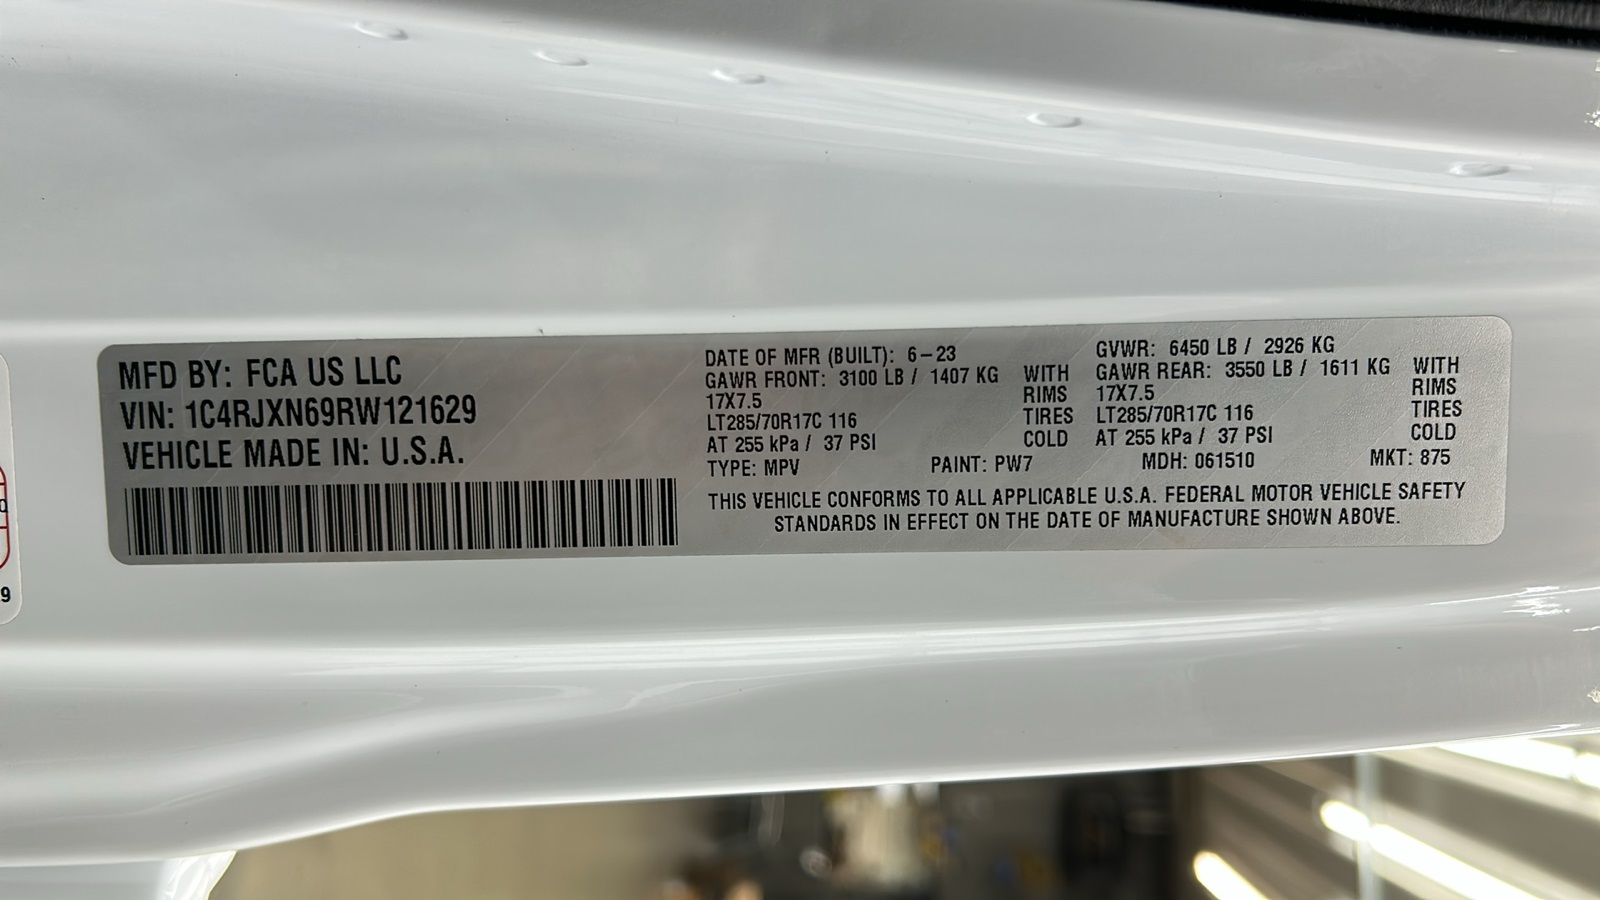 MFD BY: FCA US LLC
VIN: 1C4RJXN69RW121629
VEHICLE MADE IN: U.S.A.
DATE OF MFR (BUILT): 6-23
GAWR FRONT: 3100 LB / 1407 KG WITH
17X7.5 RIMS
LT285/70R17C 116 TIRES
AT 255 kPa / 37 PSI COLD
GVWR: 6450 LB / 2926 KG
GAWR REAR: 3550 LB / 1611 KG WITH
17X7.5 RIMS
LT285/70R17C 116 TIRES
AT 255 kPa / 37 PSI COLD
TYPE: MPV PAINT: PW7 MDH: 061510 MKT: 875
THIS VEHICLE CONFORMS TO ALL APPLICABLE U.S.A. FEDERAL MOTOR VEHICLE SAFETY
STANDARDS IN EFFECT ON THE DATE OF MANUFACTURE SHOWN ABOVE.